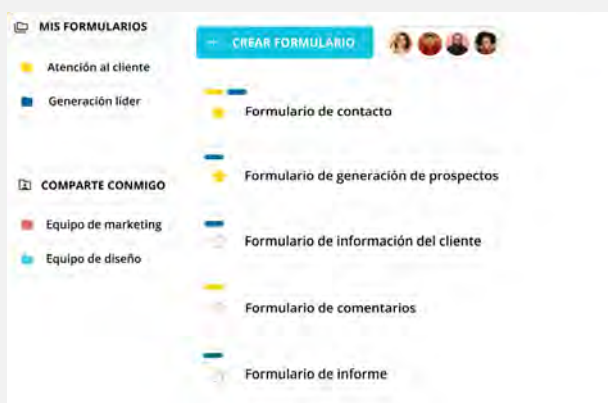 MIS FORMULARIOS
Atención al cliente
Generación líder
COMPARTE CONMIGO
Equipo de marketing
Equipo de diseño
CREAR FORMULARIO
Formulario de contacto
Formulario de generación de prospectos
Formulario de información del cliente
Formulario de comentarios
Formulario de informe